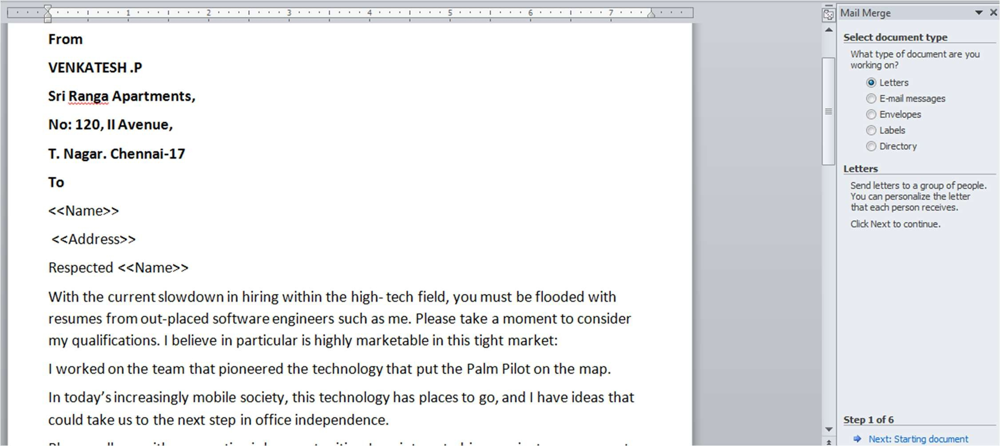 1 2 3 4 5 6 7
From
VENKATESH .P
Sri Ranga Apartments,
No: 120, II Avenue,
T. Nagar. Chennai-17
To
<<Name>>
<<Address>>
Respected <<Name>>
With the current slowdown in hiring within the high- tech field, you must be flooded with
resumes from out-placed software engineers such as me. Please take a moment to consider
my qualifications. I believe in particular is highly marketable in this tight market:
I worked on the team that pioneered the technology that put the Palm Pilot on the map.
In today’s increasingly mobile society, this technology has places to go, and I have ideas that
could take us to the next step in office independence.
Mail Merge
Select document type
What type of document are you
working on?
Letters
E-mail messages
Envelopes
Labels
Directory
Letters
Send letters to a group of people.
You can personalize the letter
that each person receives.
Click Next to continue.
Step 1 of 6
Next: Starting document